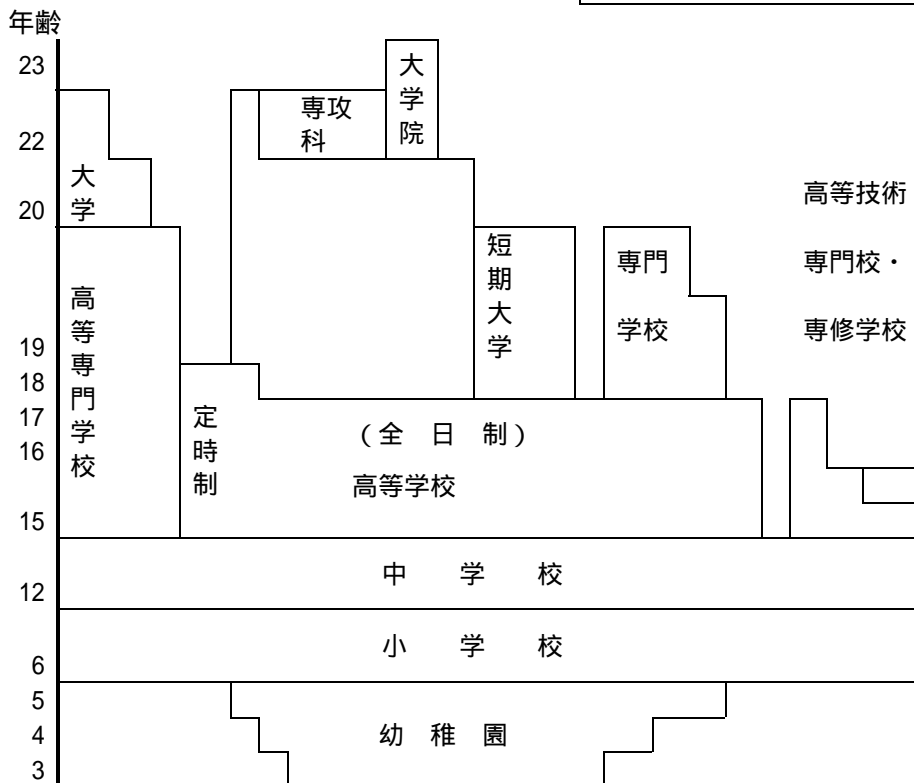 年齢
23
22
20
19
18
17
16
15
12
6
5
4
3
大学院
専攻
科
大学
短期大学
専門
学校
高等技術
専門校・
専修学校
高等専門学校
定時制
(全 日 制)
高等学校
中 学 校
小 学 校
幼 稚 園